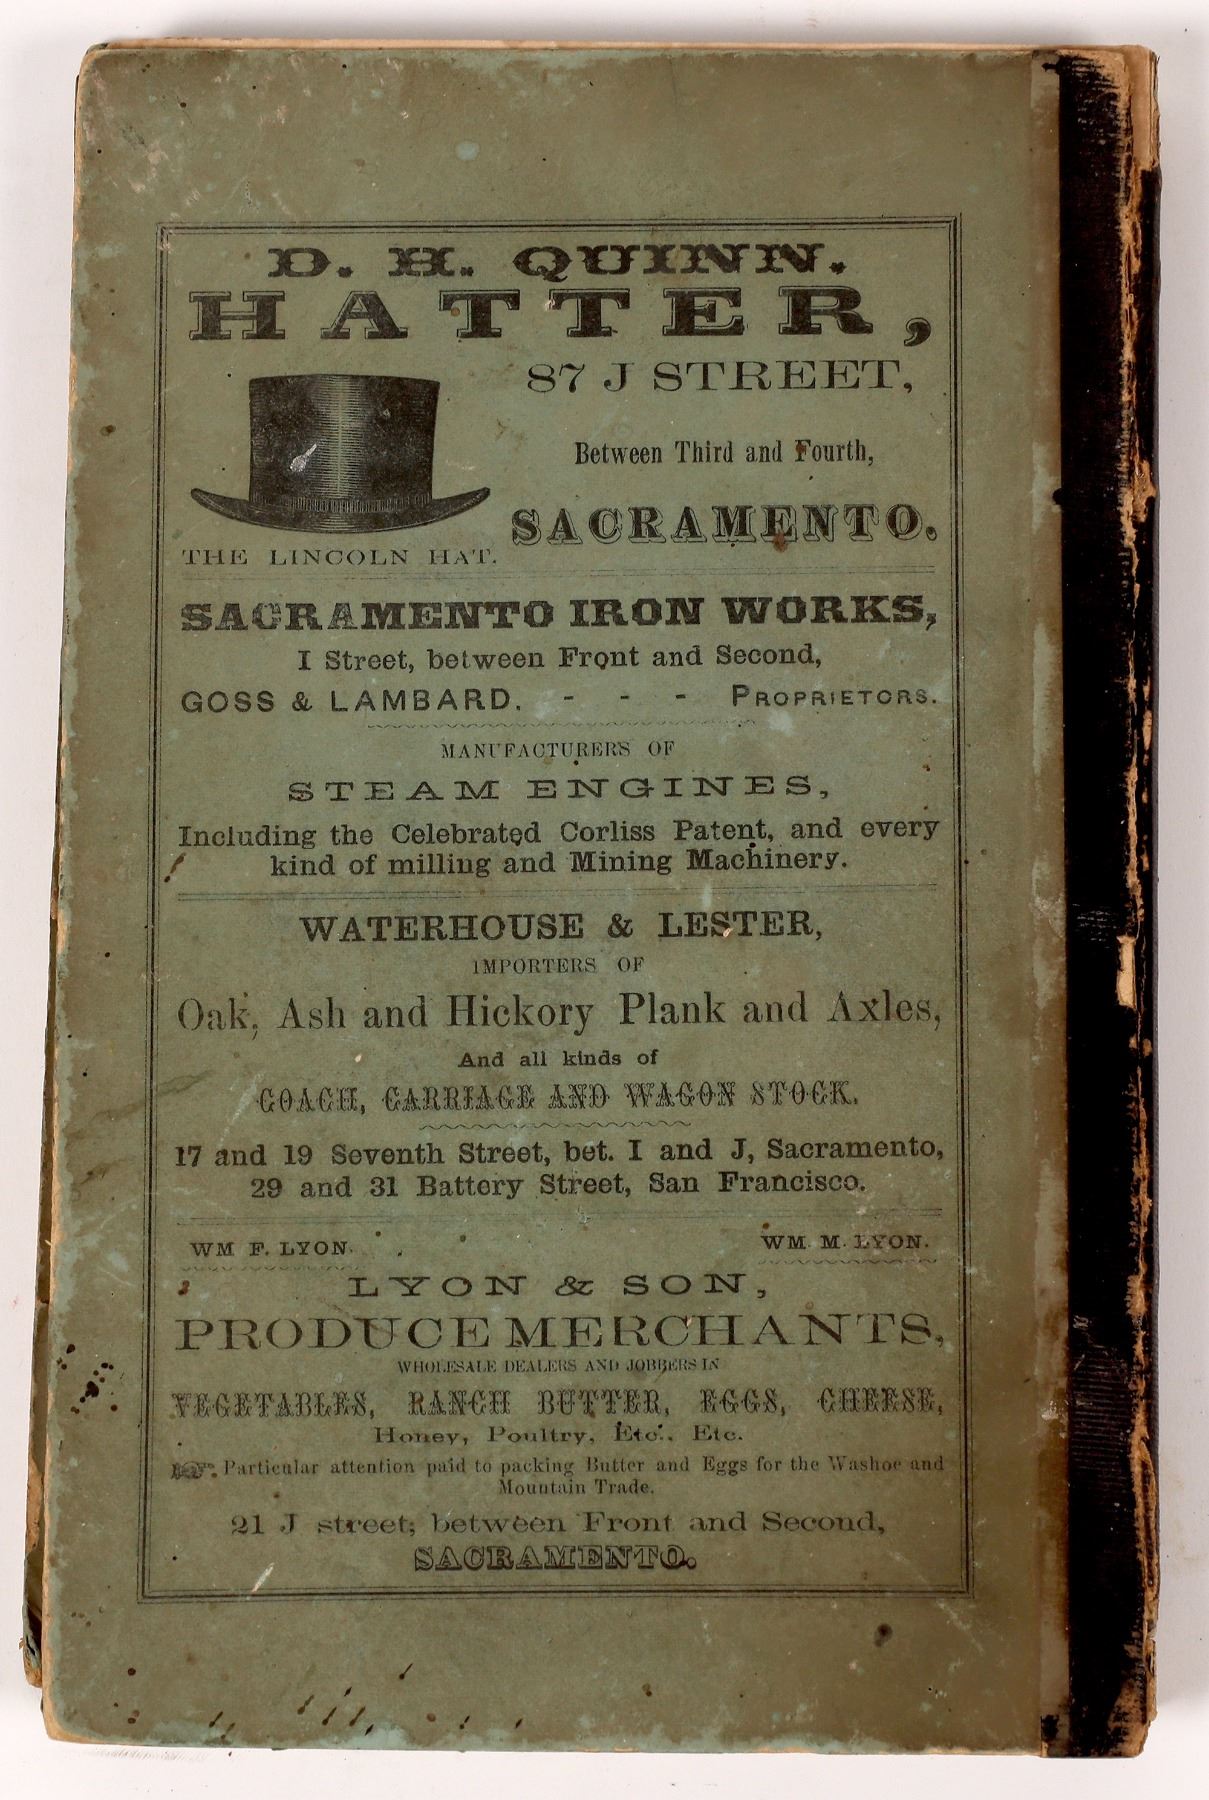 D. H. QUINN.
HATTER,
87 J STREET,
Between Third and Fourth,
SACRAMENTO.
THE LINCOLN HAT.
SACRAMENTO IRON WORKS,
I Street, between Front and Second,
GOSS & LAMBARD. - - - PROPRIETORS.
MANUFACTURERS OF
STEAM ENGINES,
Including the Celebrated Corliss Patent, and every
kind of milling and Mining Machinery.
WATERHOUSE & LESTER,
IMPORTERS OF
Oak, Ash and Hickory Plank and Axles,
And all kinds of
COACH, CARRIAGE AND WAGON STOCK.
17 and 19 Seventh Street, bet. I and J, Sacramento,
29 and 31 Battery Street, San Francisco.
WM F. LYON. WM. M. LYON.
LYON & SON,
PRODUCE MERCHANTS,
WHOLESALE DEALERS AND JOBBERS IN
VEGETABLES, RANCH BUTTER, EGGS, CHEESE,
Honey, Poultry, Etc., Etc.
Particular attention paid to packing Butter and Eggs for the Washoe and
Mountain Trade.
21 J street, between Front and Second,
SACRAMENTO.